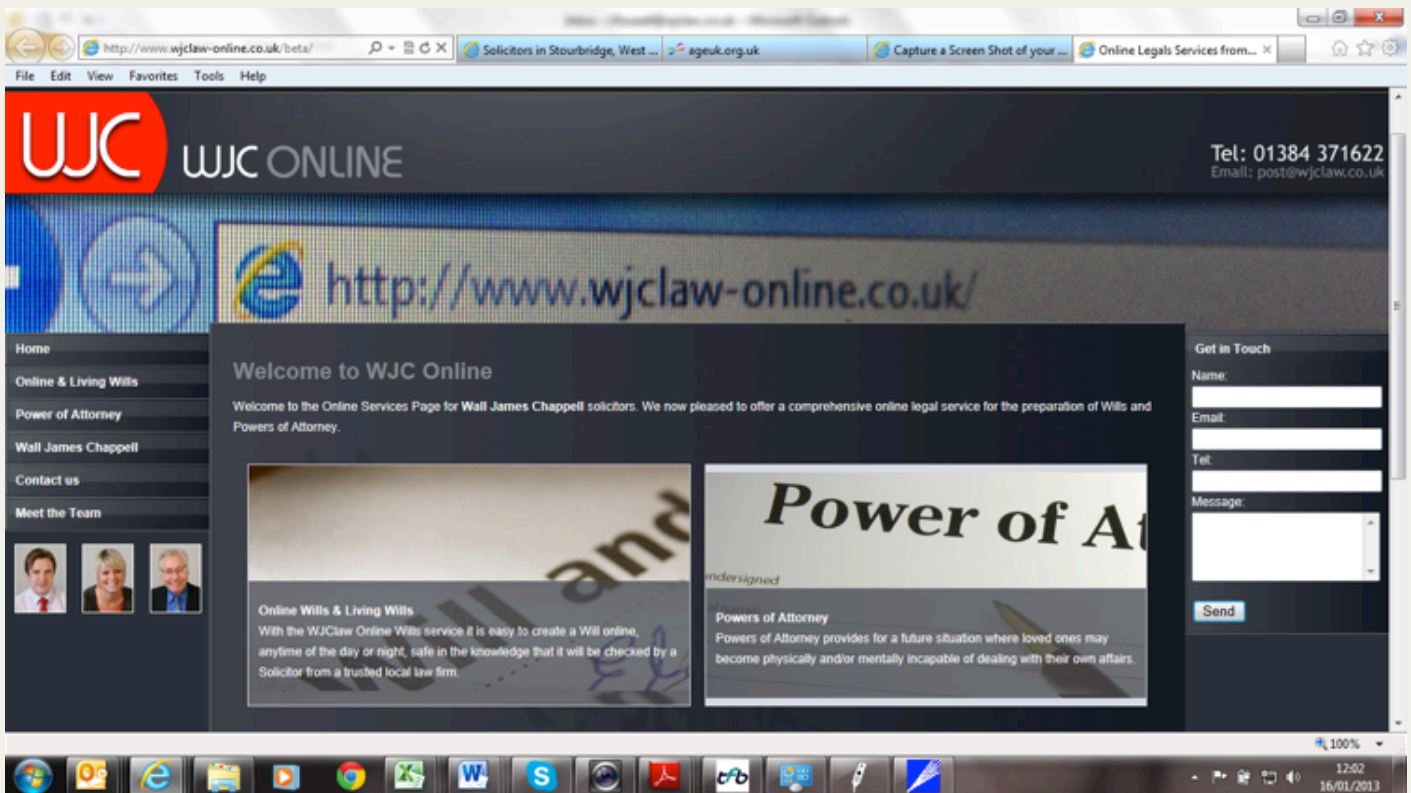 http://www.wjclaw-online.co.uk/beta/
Solicitors in Stourbridge, West ...
ageuk.org.uk
Capture a Screen Shot of your ...
Online Legals Services from...
File Edit View Favorites Tools Help
WJC
WJC ONLINE
Tel: 01384 371622
Email: post@wjclaw.co.uk
http://www.wjclaw-online.co.uk/
Home
Online & Living Wills
Power of Attorney
Wall James Chappell
Contact us
Meet the Team
Welcome to WJC Online
Welcome to the Online Services Page for Wall James Chappell solicitors. We now pleased to offer a comprehensive online legal service for the preparation of Wills and
Powers of Attorney.
Will and
Online Wills & Living Wills
With the WJClaw Online Wills service it is easy to create a Will online,
anytime of the day or night, safe in the knowledge that it will be checked by a
Solicitor from a trusted local law firm.
Power of At
ndersigned
Powers of Attorney
Powers of Attorney provides for a future situation where loved ones may
become physically and/or mentally incapable of dealing with their own affairs.
Get in Touch
Name:
Email:
Tel:
Message:
Send
100%
12:02
16/01/2013